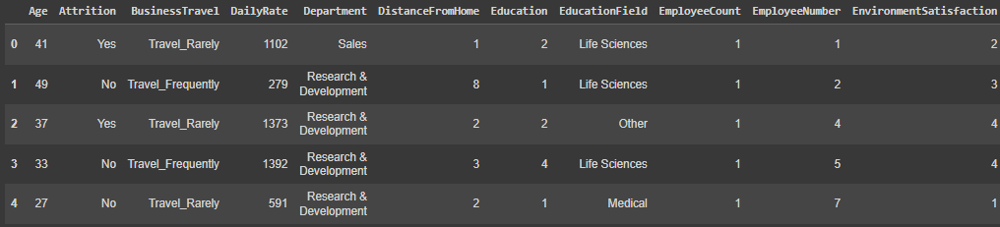 Age Attrition BusinessTravel DailyRate Department DistanceFromHome Education EducationField EmployeeCount EmployeeNumber EnvironmentSatisfaction
0 41 Yes Travel_Rarely 1102 Sales 1 2 Life Sciences 1 1 2
1 49 No Travel_Frequently 279 Research & Development 8 1 Life Sciences 1 2 3
2 37 Yes Travel_Rarely 1373 Research & Development 2 2 Other 1 4 4
3 33 No Travel_Frequently 1392 Research & Development 3 4 Life Sciences 1 5 4
4 27 No Travel_Rarely 591 Research & Development 2 1 Medical 1 7 1